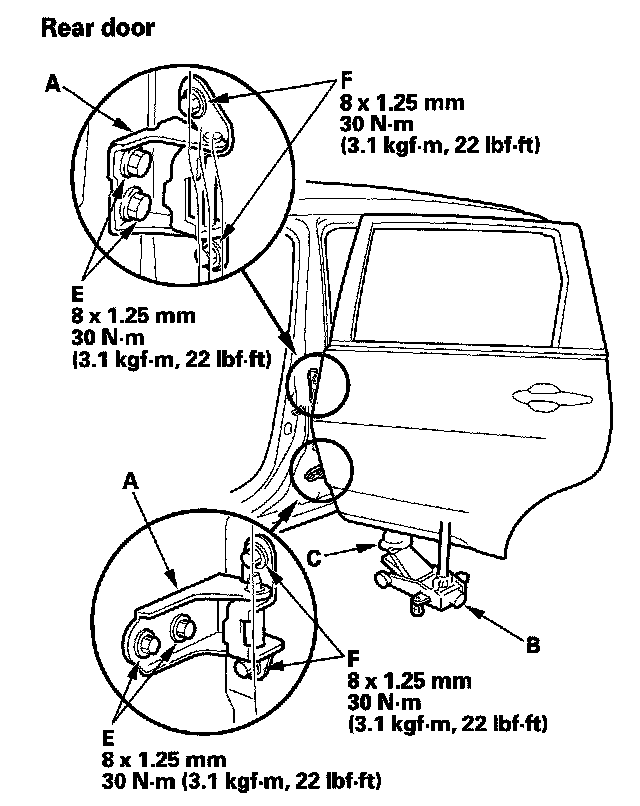 Rear door
A
F
8 x 1.25 mm
30 N·m
(3.1 kgf·m, 22 lbf·ft)
E
8 x 1.25 mm
30 N·m
(3.1 kgf·m, 22 lbf·ft)
A
C
B
F
8 x 1.25 mm
30 N·m
(3.1 kgf·m, 22 lbf·ft)
E
8 x 1.25 mm
30 N·m (3.1 kgf·m, 22 lbf·ft)